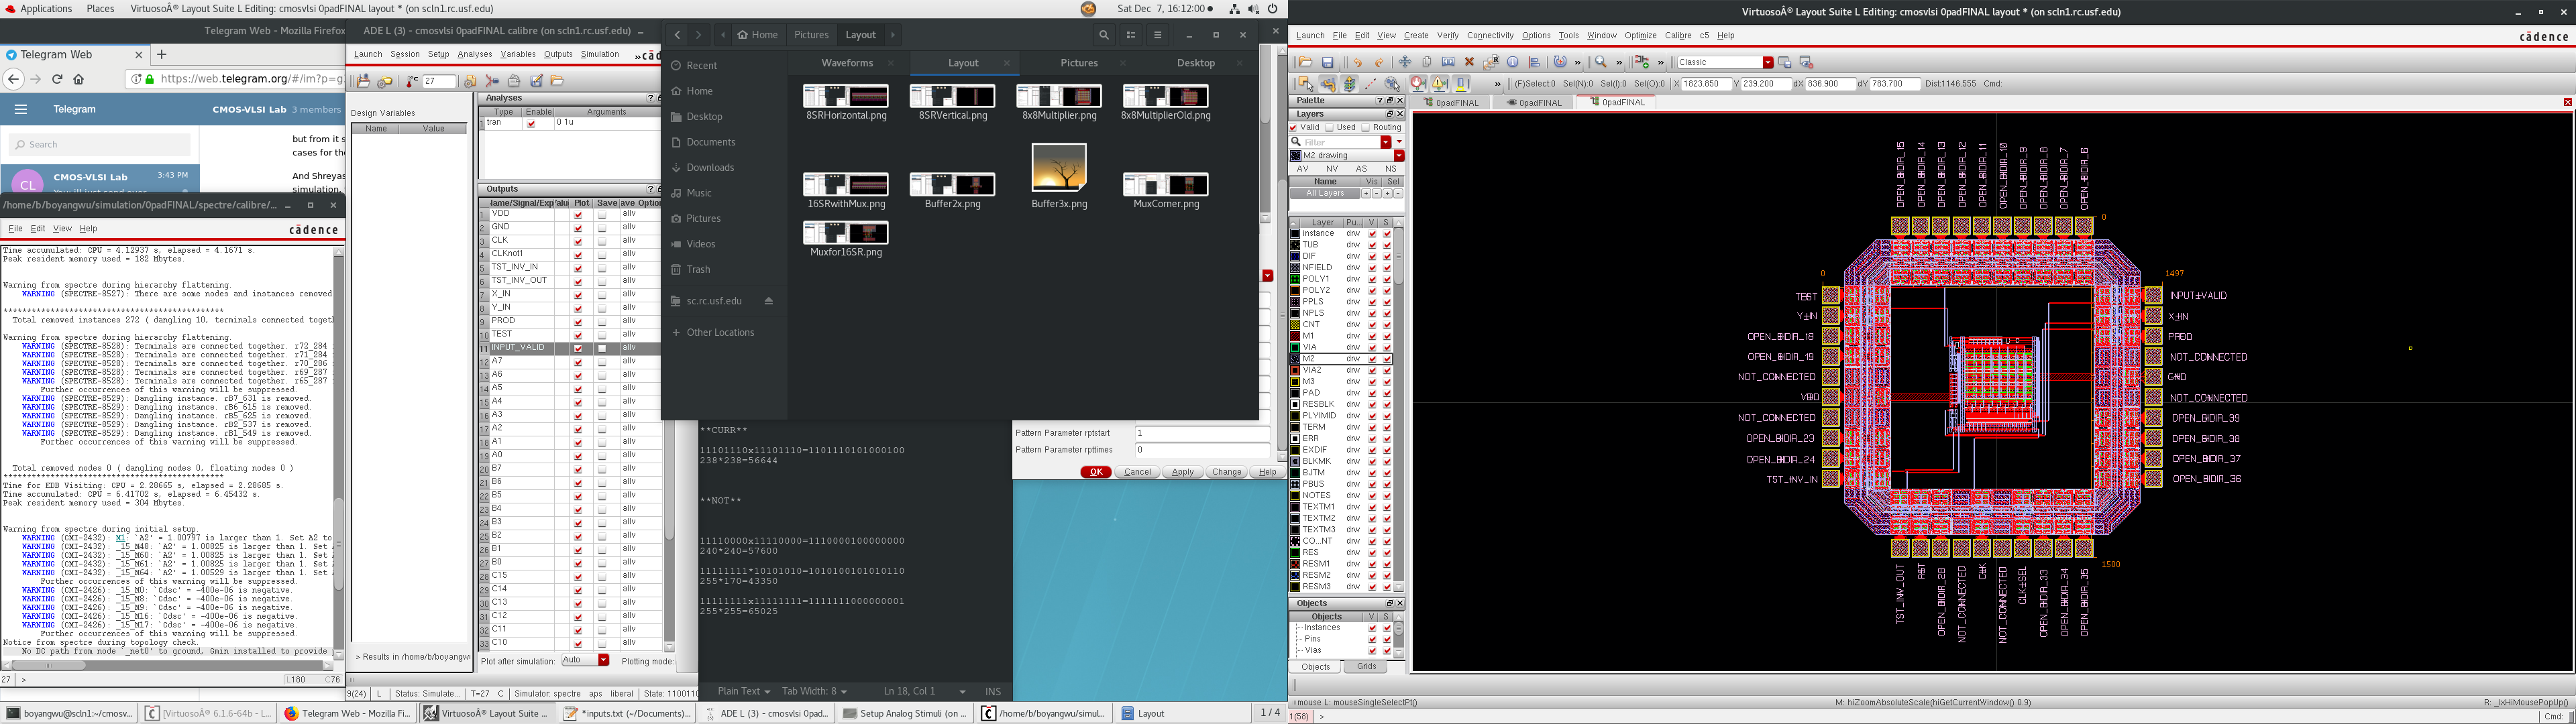 Applications Places VirtuosoÂ® Layout Suite L Editing: cmosvlsi 0padFINAL layout * (on scln1.rc.usf.edu) Sat Dec 7, 16:12:00
Telegram Web - Mozilla Firefox
Telegram Web
https://web.telegram.org/#/im?p=g
Telegram CMOS-VLSI Lab 3 members
Search
CMOS-VLSI Lab 3:43 PM
but from it s
cases for the
And Shreyas
simulation,
/home/b/boyangwu/simulation/0padFINAL/spectre/calibre/...
File Edit View Help cādence
Time accumulated: CPU = 4.12937 s, elapsed = 4.1671 s.
Peak resident memory used = 182 Mbytes.
Warning from spectre during hierarchy flattening.
WARNING (SPECTRE-8527): There are some nodes and instances removed
Total removed instances 272 ( dangling 10, terminals connected toget
Warning from spectre during hierarchy flattening.
WARNING (SPECTRE-8528): Terminals are connected together. r72_284
WARNING (SPECTRE-8528): Terminals are connected together. r71_284
WARNING (SPECTRE-8528): Terminals are connected together. r70_286
WARNING (SPECTRE-8528): Terminals are connected together. r69_287
WARNING (SPECTRE-8528): Terminals are connected together. r65_287
Further occurrences of this warning will be suppressed.
WARNING (SPECTRE-8529): Dangling instance. rB7_631 is removed.
WARNING (SPECTRE-8529): Dangling instance. rB6_615 is removed.
WARNING (SPECTRE-8529): Dangling instance. rB5_625 is removed.
WARNING (SPECTRE-8529): Dangling instance. rB2_537 is removed.
WARNING (SPECTRE-8529): Dangling instance. rB1_549 is removed.
Further occurrences of this warning will be suppressed.
Total removed nodes 0 ( dangling nodes 0, floating nodes 0 )
Time for EDB Visiting: CPU = 2.28665 s, elapsed = 2.28685 s.
Time accumulated: CPU = 6.41702 s, elapsed = 6.45432 s.
Peak resident memory used = 304 Mbytes.
Warning from spectre during initial setup.
WARNING (CMI-2432): M1: `A2' = 1.00797 is larger than 1. Set A2 to
WARNING (CMI-2432): _15_M48: `A2' = 1.00825 is larger than 1. Set
WARNING (CMI-2432): _15_M60: `A2' = 1.00825 is larger than 1. Set
WARNING (CMI-2432): _15_M61: `A2' = 1.00825 is larger than 1. Set
WARNING (CMI-2432): _15_M64: `A2' = 1.00529 is larger than 1. Set
Further occurrences of this warning will be suppressed.
WARNING (CMI-2426): _15_M0: `Cdsc' = -400e-06 is negative.
WARNING (CMI-2426): _15_M8: `Cdsc' = -400e-06 is negative.
WARNING (CMI-2426): _15_M9: `Cdsc' = -400e-06 is negative.
WARNING (CMI-2426): _15_M16: `Cdsc' = -400e-06 is negative.
WARNING (CMI-2426): _15_M17: `Cdsc' = -400e-06 is negative.
Further occurrences of this warning will be suppressed.
Notice from spectre during topology check.
No DC path from node `_net0' to ground, Gmin installed to provide
27 > L180 C76
ADE L (3) - cmosvlsi 0padFINAL calibre (on scln1.rc.usf.edu)
Launch Session Setup Analyses Variables Outputs Simulation » cāde
27
Design Variables
Name Value
> Results in /home/b/boyangwu
Analyses
Type Enable Arguments
1 tran 0 1u
Outputs
Plot Save
1 VDD allv
2 GND allv
3 CLK allv
4 CLKnot1 allv
5 TST_INV_IN allv
6 TST_INV_OUT allv
7 X_IN allv
8 Y_IN allv
9 PROD allv
10 TEST allv
11 INPUT_VALID allv
12 A7 allv
13 A6 allv
14 A5 allv
15 A4 allv
16 A3 allv
17 A2 allv
18 A1 allv
19 A0 allv
20 B7 allv
21 B6 allv
22 B5 allv
23 B4 allv
24 B3 allv
25 B2 allv
26 B1 allv
27 B0 allv
28 C15 allv
29 C14 allv
30 C13 allv
31 C12 allv
32 C11 allv
33 C10 allv
Plot after simulation: Auto Plotting mode:
9(24) L Status: Simulate... T=27 C Simulator: spectre aps liberal State: 1100110
Home Pictures Layout
Recent
Home
Desktop
Documents
Downloads
Music
Pictures
Videos
Trash
sc.rc.usf.edu
Other Locations
Waveforms Layout Pictures Desktop
8SRHorizontal.png 8SRVertical.png 8x8Multiplier.png 8x8MultiplierOld.png
16SRwithMux.png Buffer2x.png Buffer3x.png MuxCorner.png
Muxfor16SR.png
**CURR**
11101110x11101110=1101110101000100
238*238=56644
**NOT**
11110000x11110000=1110000100000000
240*240=57600
11111111*10101010=1010100101010110
255*170=43350
11111111x11111111=1111111000000001
255*255=65025
Plain Text Tab Width: 8 Ln 18, Col 1 INS
Pattern Parameter rptstart 1
Pattern Parameter rpttimes 0
OK Cancel Apply Change Help
boyangwu@scln1:~/cmosv... [VirtuosoÂ® 6.1.6-64b - L... Telegram Web - Mozilla Fi... VirtuosoÂ® Layout Suite ... *inputs.txt (~/Documents)... ADE L (3) - cmosvlsi 0pad... Setup Analog Stimuli (on ... /home/b/boyangwu/simul... Layout 1 / 4
VirtuosoÂ® Layout Suite L Editing: cmosvlsi 0padFINAL layout * (on scln1.rc.usf.edu)
Launch File Edit View Create Verify Connectivity Options Tools Window Optimize Calibre c5 Help cādence
Classic
(F)Select:0 Sel(N):0 Sel(I):0 Sel(O):0 X 1823.850 Y 239.200 dX 836.900 dY 783.700 Dist:1146.555 Cmd:
Palette
Layers
Valid Used Routing
Filter
M2 drawing
AV NV AS NS
Name Vis Sel
All Layers
Layer Pu.. V S
instance drw
TUB drw
DIF drw
NFIELD drw
POLY1 drw
POLY2 drw
PPLS drw
NPLS drw
CNT drw
M1 drw
VIA drw
M2 drw
VIA2 drw
M3 drw
PAD drw
RESBLK drw
PLVIMID drw
TERM drw
ERR drw
EXDIF drw
BLKMK drw
BJTM drw
PBUS drw
NOTES drw
TEXTM1 drw
TEXTM2 drw
TEXTM3 drw
CO...NT drw
RES drw
RESM1 drw
RESM2 drw
RESM3 drw
Objects
Objects V S
Instances
Pins
Vias
Objects Grids
0padFINAL 0padFINAL 0padFINAL
OPEN_BIDIR_15
OPEN_BIDIR_14
OPEN_BIDIR_13
OPEN_BIDIR_12
OPEN_BIDIR_11
OPEN_BIDIR_10
OPEN_BIDIR_9
OPEN_BIDIR_8
OPEN_BIDIR_7
OPEN_BIDIR_6
0
0 1497
TEST
Y_IN
OPEN_BIDIR_18
OPEN_BIDIR_19
NOT_CONNECTED
VDD
NOT_CONNECTED
OPEN_BIDIR_23
OPEN_BIDIR_24
TST_INV_IN
INPUT_VALID
X_IN
PROD
NOT_CONNECTED
GND
NOT_CONNECTED
OPEN_BIDIR_39
OPEN_BIDIR_38
OPEN_BIDIR_37
OPEN_BIDIR_36
1500
TST_INV_OUT
RST
OPEN_BIDIR_28
NOT_CONNECTED
CLK
NOT_CONNECTED
CLK_SEL
OPEN_BIDIR_33
OPEN_BIDIR_34
OPEN_BIDIR_35
mouse L: mouseSingleSelectPt() M: hiZoomAbsoluteScale(hiGetCurrentWindow() 0.9) R: _lxHiMousePopUp()
1(58) > Cmd: